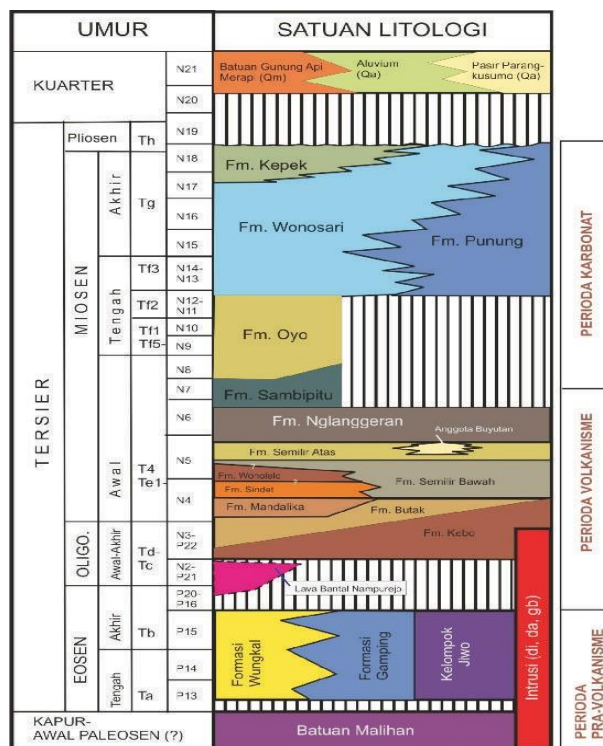 UMUR
SATUAN LITOLOGI
KUARTER
N21
Batuan Gunung Api
Merapi (Qm)
Aluvium
(Qu)
Pasir Parang-
kusumo (Qa)
N20
TERSIER
Pliosen
Th
N19
MIOSEN
Akhir
Tg
N18
Fm. Kepek
N17
Fm. Wonosari
N16
Fm. Punung
N15
PERIODA KARBONAT
Tengah
Tf3
N14-
N13
Tf2
N12-
N11
Tf1
Tf5-
N10
N9
Fm. Oyo
Awal
T4
Te1-
N8
N7
Fm. Sambipitu
N6
Fm. Nglanggeran
Anggota Buyutan
N5
Fm. Semilir Atas
Fm. Wonolelo
?
Fm. Semilir Bawah
Fm. Sindet
?
N4
Fm. Mandalika
Fm. Butak
PERIODA VOLKANISME
OLIGO.
Awal-Akhir
Td-
Tc
N3-
P22
Fm. Kebo
N2-
P21
Lava Bantal Nampurejo
P20-
P16
EOSEN
Akhir
Tb
P15
Formasi
Wungkal
Formasi
Gamping
Kelompok
Jiwo
Intrusi (di, da, gb)
PERIODA
PRA-VOLKANISME
Tengah
Ta
P14
P13
KAPUR-
AWAL PALEOSEN (?)
Batuan Malihan